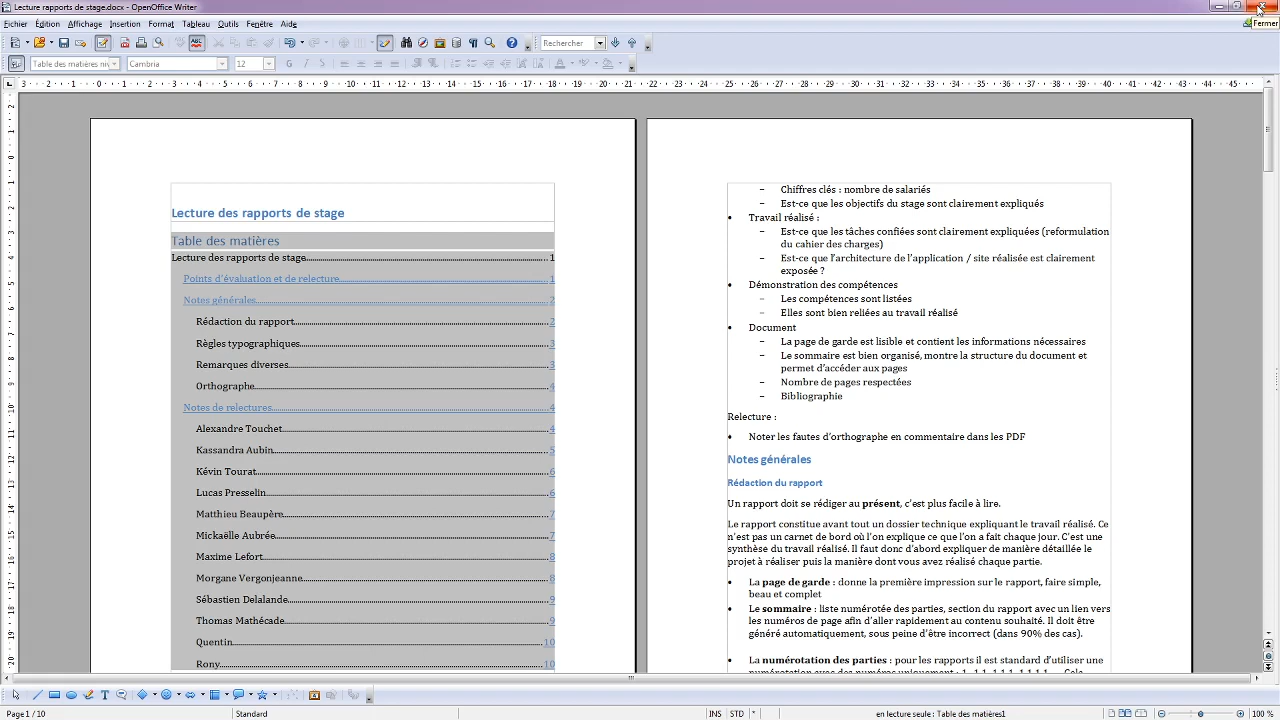 Lecture rapports de stage.docx - OpenOffice Writer
Fermer
Fichier Édition Affichage Insertion Format Tableau Outils Fenêtre Aide
Rechercher
Table des matières niv Cambria 12
Lecture des rapports de stage
Table des matières
Lecture des rapports de stage 1
Points d'évaluation et de relecture 1
Notes générales 2
Rédaction du rapport 2
Règles typographiques 3
Remarques diverses 3
Orthographe 4
Notes de relectures 4
Alexandre Touchet 4
Kassandra Aubin 5
Kévin Tourat 6
Lucas Presselin 6
Matthieu Beaupère 7
Mickaëlle Aubrée 7
Maxime Lefort 8
Morgane Vergonjeanne 8
Sébastien Delalande 9
Thomas Mathécade 9
Quentin 10
Rony 10
– Chiffres clés : nombre de salariés
– Est-ce que les objectifs du stage sont clairement expliqués
• Travail réalisé :
– Est-ce que les tâches confiées sont clairement expliquées (reformulation
du cahier des charges)
– Est-ce que l'architecture de l'application / site réalisée est clairement
exposée ?
• Démonstration des compétences
– Les compétences sont listées
– Elles sont bien reliées au travail réalisé
• Document
– La page de garde est lisible et contient les informations nécessaires
– Le sommaire est bien organisé, montre la structure du document et
permet d'accéder aux pages
– Nombre de pages respectées
– Bibliographie
Relecture :
• Noter les fautes d'orthographe en commentaire dans les PDF
Notes générales
Rédaction du rapport
Un rapport doit se rédiger au présent, c'est plus facile à lire.
Le rapport constitue avant tout un dossier technique expliquant le travail réalisé. Ce
n'est pas un carnet de bord où l'on explique ce que l'on a fait chaque jour. C'est une
synthèse du travail réalisé. Il faut donc d'abord expliquer de manière détaillée le
projet à réaliser puis la manière dont vous avez réalisé chaque partie.
• La page de garde : donne la première impression sur le rapport, faire simple,
beau et complet
• Le sommaire : liste numérotée des parties, section du rapport avec un lien vers
les numéros de page afin d'aller rapidement au contenu souhaité. Il doit être
généré automatiquement, sous peine d'être incorrect (dans 90% des cas).
• La numérotation des parties : pour les rapports il est standard d'utiliser une
Page 1 / 10 Standard INS STD * en lecture seule : Table des matières1 100 %